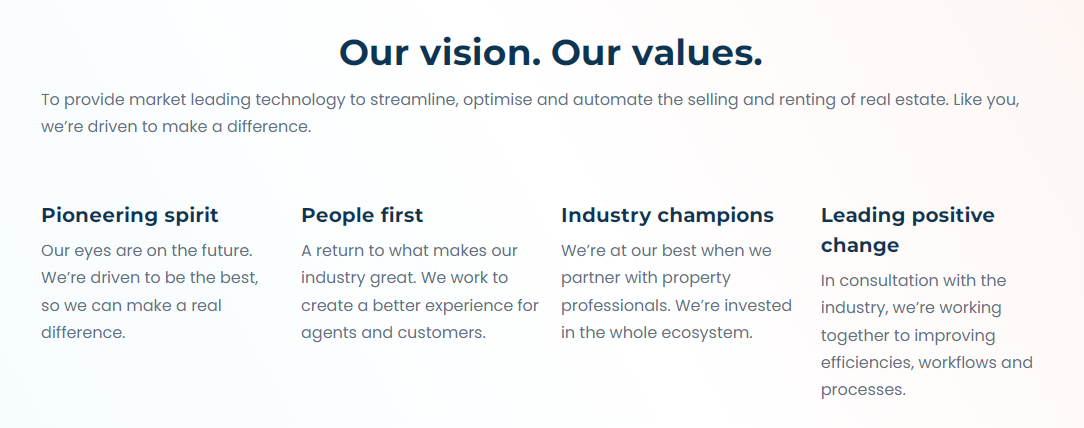 Our vision. Our values.
To provide market leading technology to streamline, optimise and automate the selling and renting of real estate. Like you,
we’re driven to make a difference.
Pioneering spirit
Our eyes are on the future.
We’re driven to be the best,
so we can make a real
difference.
People first
A return to what makes our
industry great. We work to
create a better experience for
agents and customers.
Industry champions
We’re at our best when we
partner with property
professionals. We’re invested
in the whole ecosystem.
Leading positive
change
In consultation with the
industry, we’re working
together to improving
efficiencies, workflows and
processes.